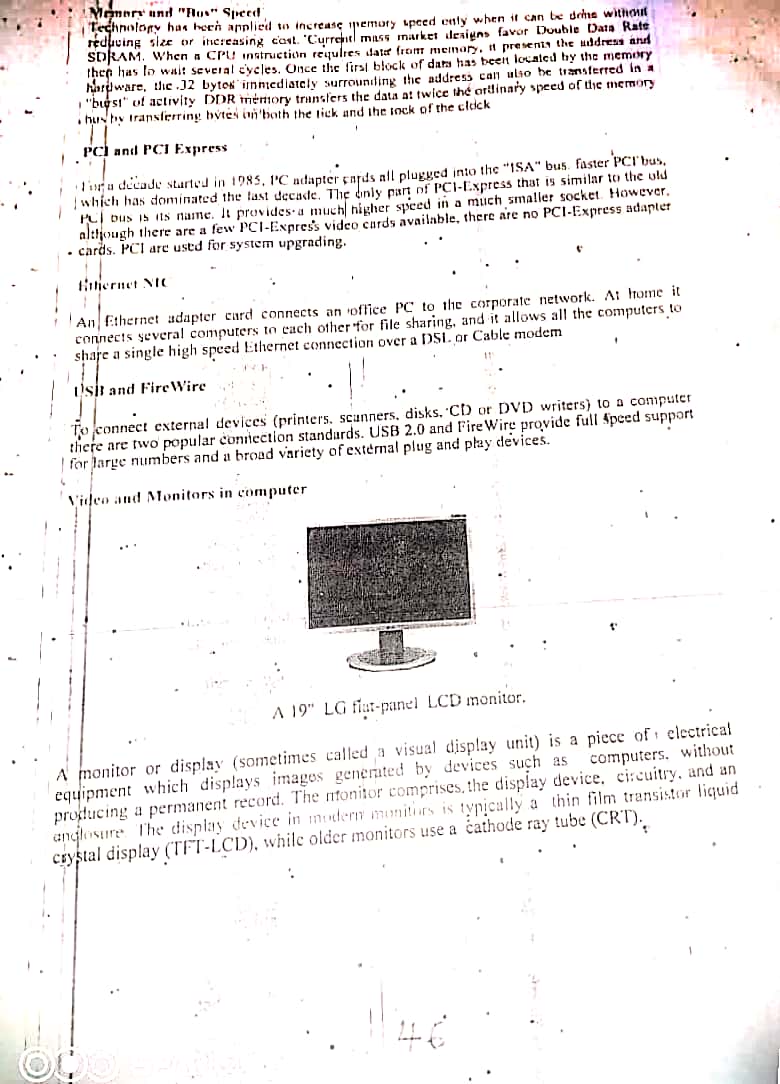 Memory and "Bus" Speed
Technology has been applied to increase memory speed only when it can be done without
reducing size or increasing cost. Current mass market designs favor Double Data Rate
SDRAM. When a CPU instruction requires data from memory, it presents the address and
then has to wait several cycles. Once the first block of data has been located by the memory
hardware, the 32 bytes immediately surrounding the address can also be transferred in a
"burst" of activity DDR memory transfers the data at twice the ordinary speed of the memory
bus by transferring bytes on both the tick and the tock of the clock
PCI and PCI Express
For a decade started in 1985, PC adapter cards all plugged into the "ISA" bus. faster PCI bus,
which has dominated the last decade. The only part of PCI-Express that is similar to the old
PCI bus is its name. It provides a much higher speed in a much smaller socket. However,
although there are a few PCI-Express video cards available, there are no PCI-Express adapter
cards. PCI are used for system upgrading.
Ethernet NIC
An Ethernet adapter card connects an office PC to the corporate network. At home it
connects several computers to each other for file sharing, and it allows all the computers to
share a single high speed Ethernet connection over a DSL or Cable modem
USB and FireWire
To connect external devices (printers, scanners, disks, CD or DVD writers) to a computer
there are two popular connection standards. USB 2.0 and FireWire provide full speed support
for large numbers and a broad variety of external plug and play devices.
Video and Monitors in computer
A 19" LG flat-panel LCD monitor.
A monitor or display (sometimes called a visual display unit) is a piece of electrical
equipment which displays images generated by devices such as computers, without
producing a permanent record. The monitor comprises the display device, circuitry, and an
enclosure. The display device in modern monitors is typically a thin film transistor liquid
crystal display (TFT-LCD), while older monitors use a cathode ray tube (CRT).
46